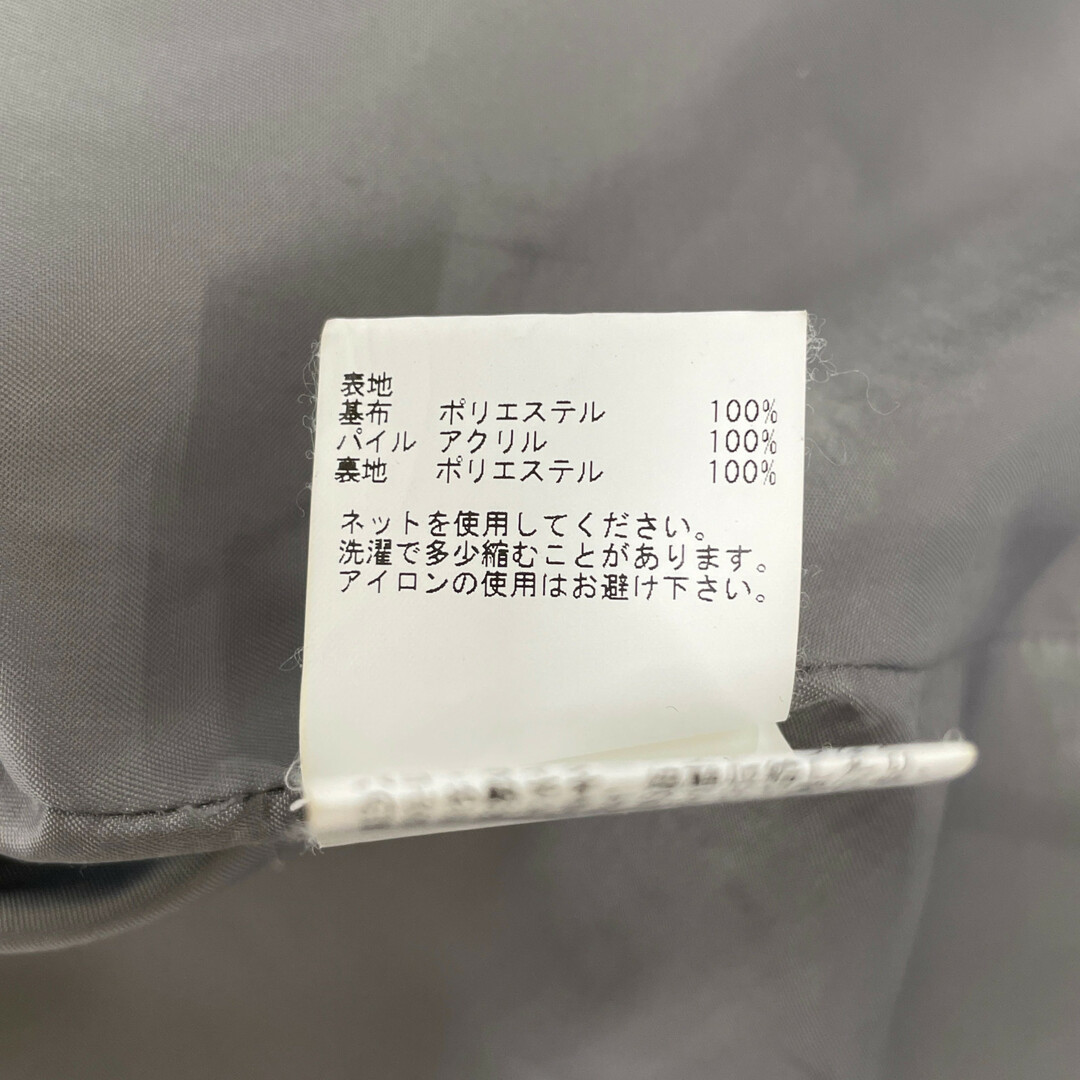 表地
基布 ポリエステル 100%
パイル アクリル 100%
裏地 ポリエステル 100%
ネットを使用してください。
洗濯で多少縮むことがあります。
アイロンの使用はお避け下さい。